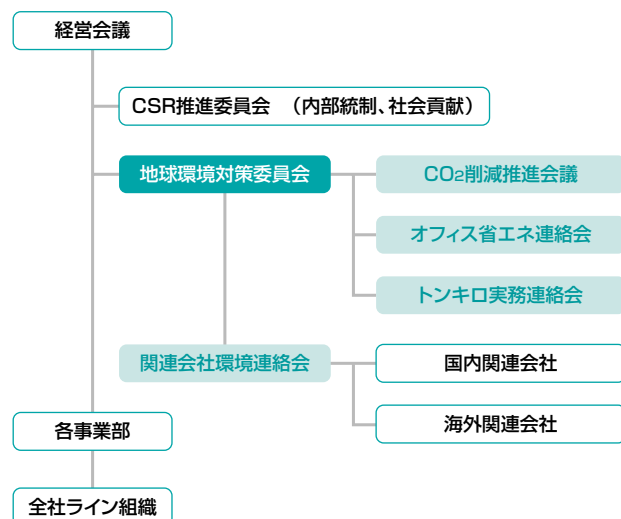 経営会議
CSR推進委員会　（内部統制、社会貢献）
地球環境対策委員会
CO2削減推進会議
オフィス省エネ連絡会
トンキロ実務連絡会
関連会社環境連絡会
国内関連会社
海外関連会社
各事業部
全社ライン組織